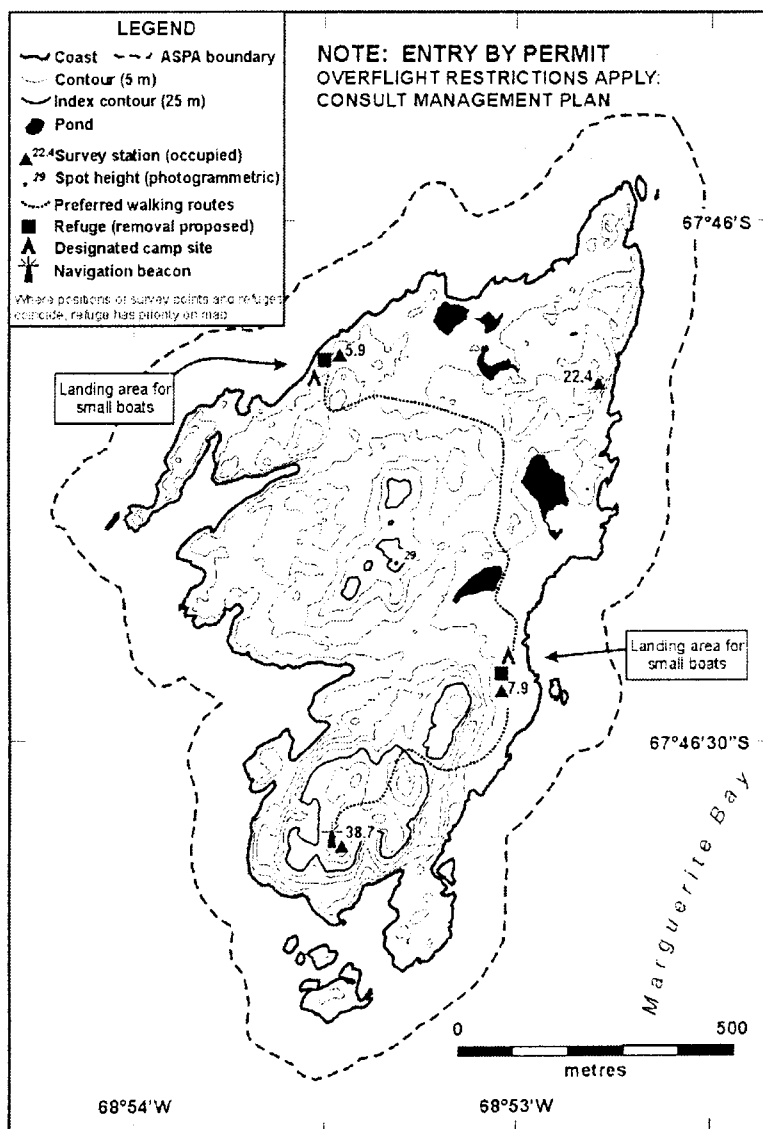 LEGEND
Coast
ASPA boundary
Contour (5 m)
Index contour (25 m)
Pond
22.4 Survey station (occupied)
29 Spot height (photogrammetric)
Preferred walking routes
Refuge (removal proposed)
Designated camp site
Navigation beacon
Where positions of survey points and refuges
coincide, refuge has priority on map
NOTE: ENTRY BY PERMIT
OVERFLIGHT RESTRICTIONS APPLY:
CONSULT MANAGEMENT PLAN
67°46'S
5.9
22.4
Landing area for
small boats
29
Landing area for
small boats
7.9
67°46'30"S
38.7
Marguerite Bay
0 500
metres
68°54'W 68°53'W